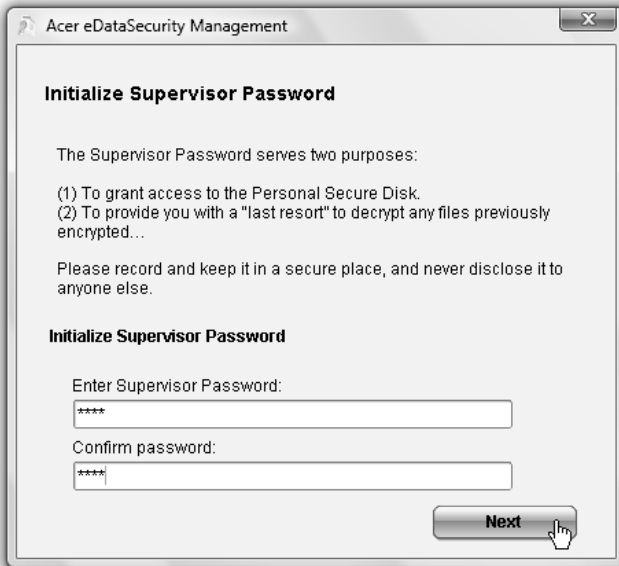 Acer eDataSecurity Management
Initialize Supervisor Password
The Supervisor Password serves two purposes:
(1) To grant access to the Personal Secure Disk.
(2) To provide you with a "last resort" to decrypt any files previously
encrypted...
Please record and keep it in a secure place, and never disclose it to
anyone else.
Initialize Supervisor Password
Enter Supervisor Password:
****
Confirm password:
****
Next